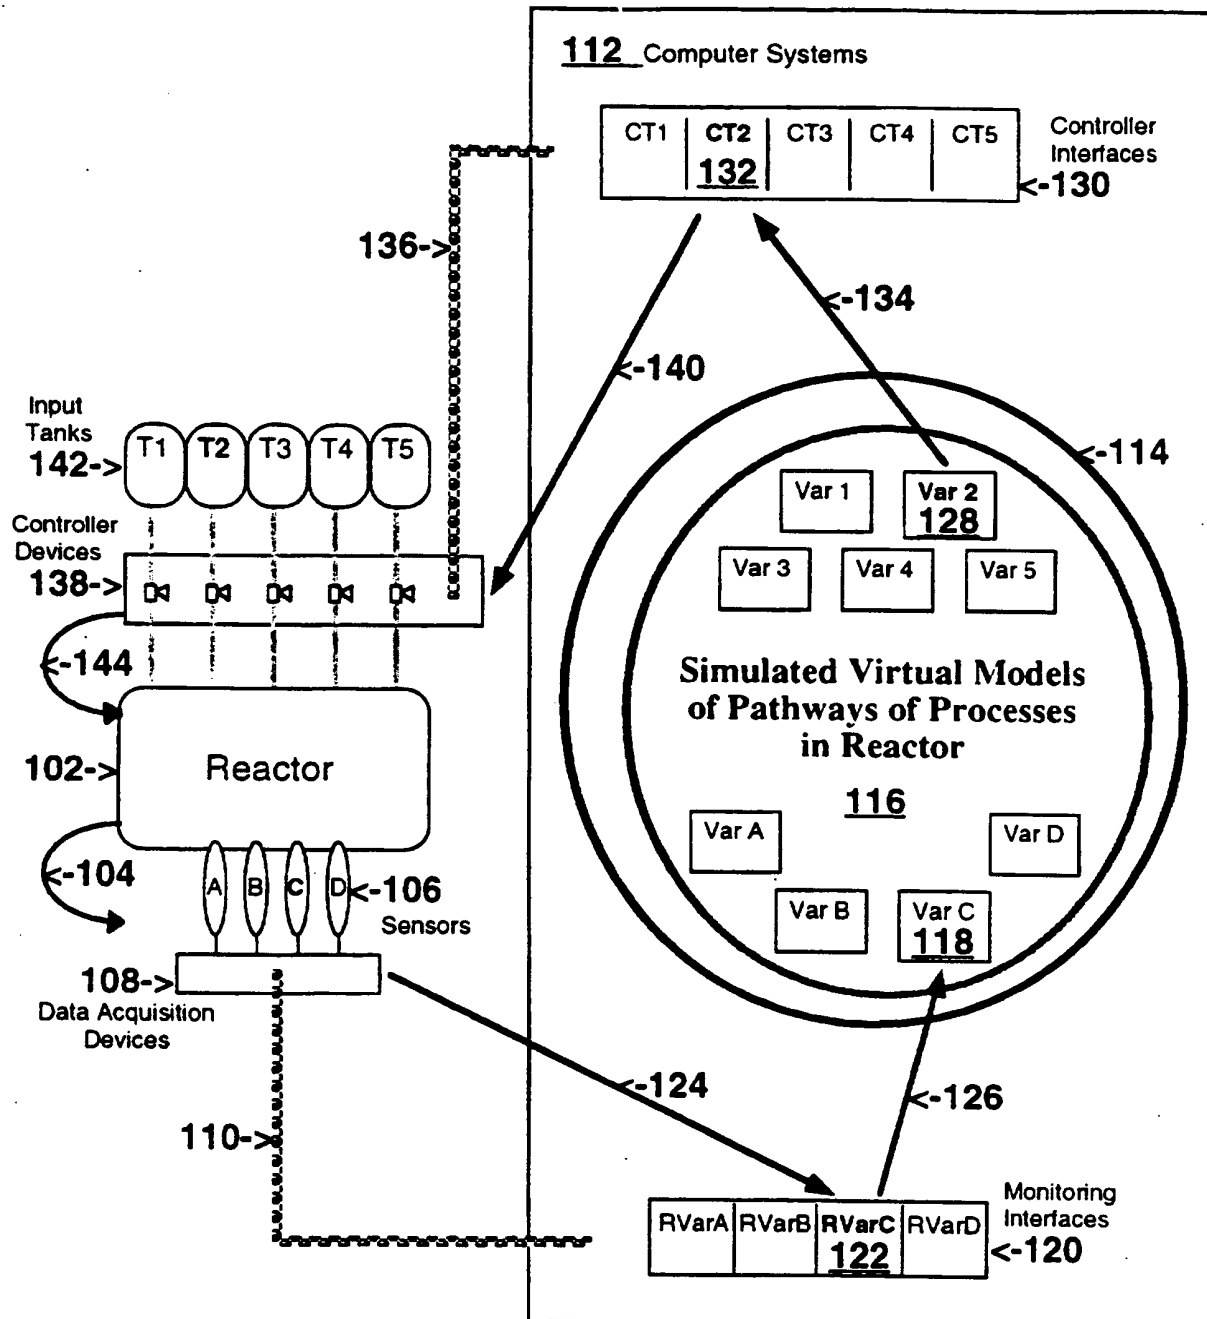 112 Computer Systems
CT1 CT2 CT3 CT4 CT5
132
Controller
Interfaces
<-130
136->
<-134
<-140
Input
Tanks
142->
T1 T2 T3 T4 T5
<-114
Var 1
Var 2
128
Controller
Devices
138->
Var 3
Var 4
Var 5
<-144
Simulated Virtual Models
of Pathways of Processes
in Reactor
116
102->
Reactor
Var A
Var D
<-104
A B C D
<-106
Sensors
Var B
Var C
118
108->
Data Acquisition
Devices
<-124
<-126
110->
Monitoring
Interfaces
<-120
RVarA RVarB RVarC RVarD
122